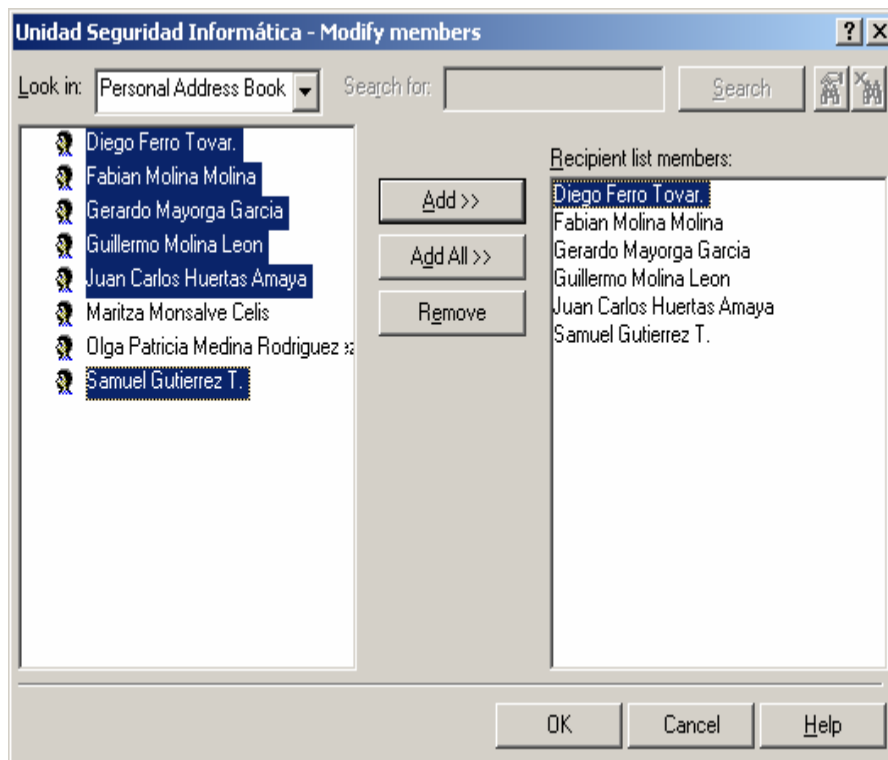 Unidad Seguridad Informática - Modify members
Look in: Personal Address Book Search for: Search
Diego Ferro Tovar.
Fabian Molina Molina
Gerardo Mayorga Garcia
Guillermo Molina Leon
Juan Carlos Huertas Amaya
Maritza Monsalve Celis
Olga Patricia Medina Rodriguez
Samuel Gutierrez T.
Add >>
Add All >>
Remove
Recipient list members:
Diego Ferro Tovar.
Fabian Molina Molina
Gerardo Mayorga Garcia
Guillermo Molina Leon
Juan Carlos Huertas Amaya
Samuel Gutierrez T.
OK Cancel Help